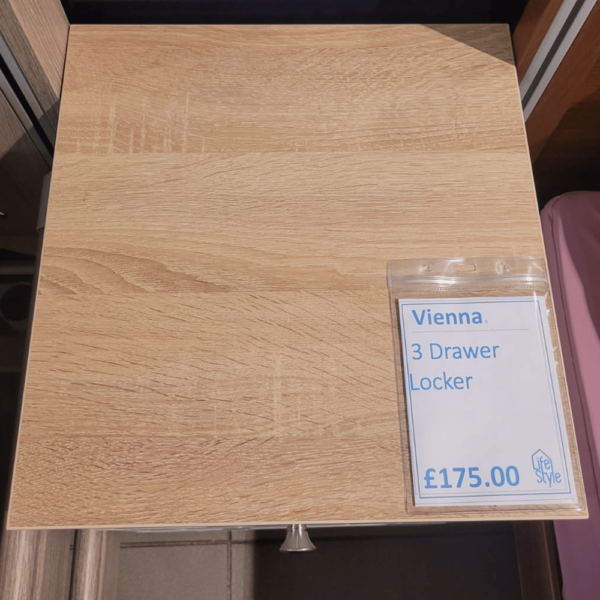 Vienna.
3 Drawer
Locker
£175.00
Life
Style